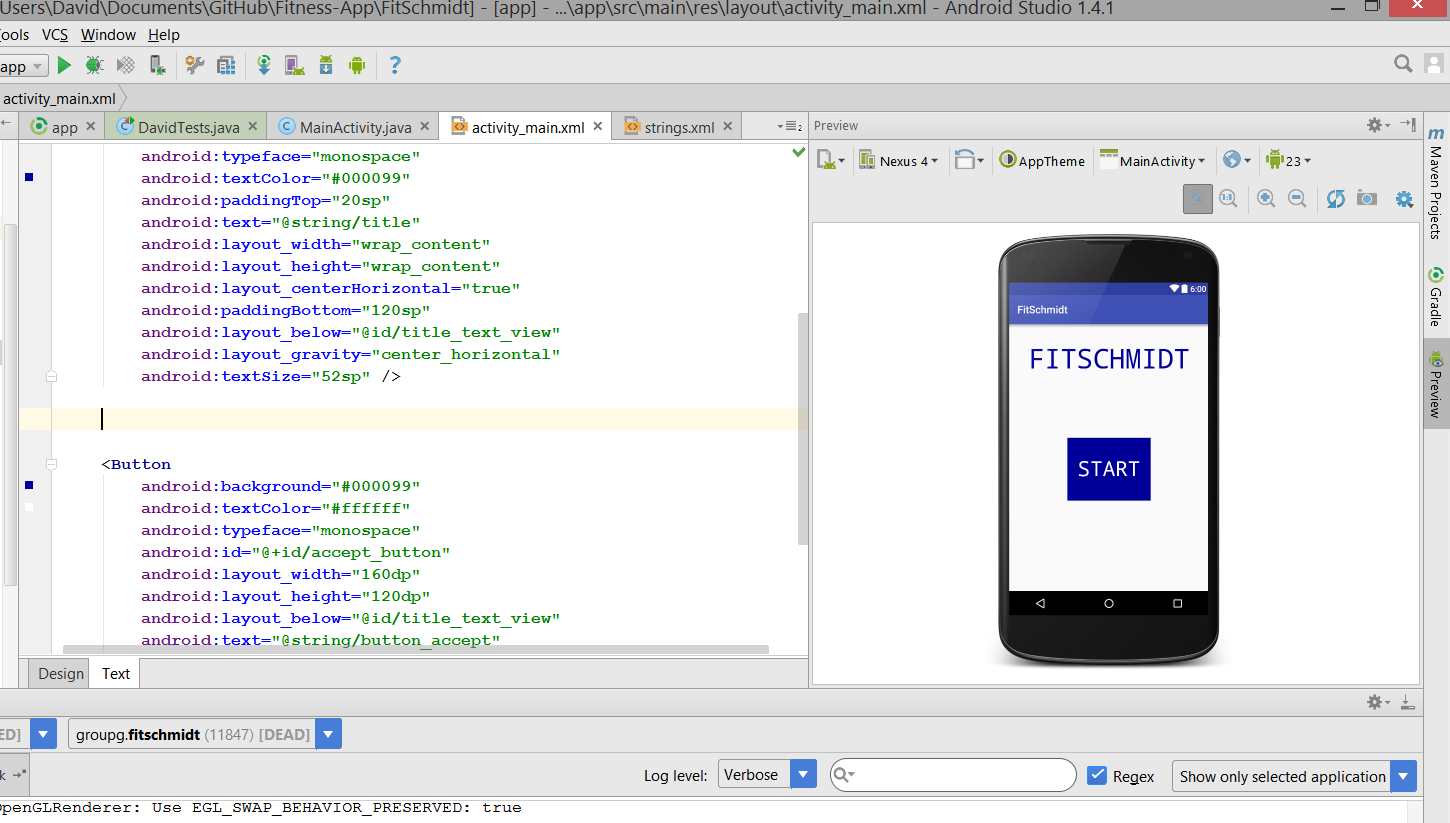 Users\David\Documents\GitHub\Fitness-App\FitSchmidt] - [app] - ...\app\src\main\res\layout\activity_main.xml - Android Studio 1.4.1
VCS Window Help
app
activity_main.xml
app DavidTests.java MainActivity.java activity_main.xml strings.xml 2
android:typeface="monospace"
android:textColor="#000099"
android:paddingTop="20sp"
android:text="@string/title"
android:layout_width="wrap_content"
android:layout_height="wrap_content"
android:layout_centerHorizontal="true"
android:paddingBottom="120sp"
android:layout_below="@id/title_text_view"
android:layout_gravity="center_horizontal"
android:textSize="52sp" />
<Button
android:background="#000099"
android:textColor="#ffffff"
android:typeface="monospace"
android:id="@+id/accept_button"
android:layout_width="160dp"
android:layout_height="120dp"
android:layout_below="@id/title_text_view"
android:text="@string/button_accept"
Design Text
Preview
Nexus 4 AppTheme MainActivity 23
1:1
6:00
FitSchmidt
FITSCHMIDT
START
m Maven Projects
Gradle
Preview
ED] groupg.fitschmidt (11847) [DEAD]
k Log level: Verbose Regex Show only selected application
OpenGLRenderer: Use EGL_SWAP_BEHAVIOR_PRESERVED: true